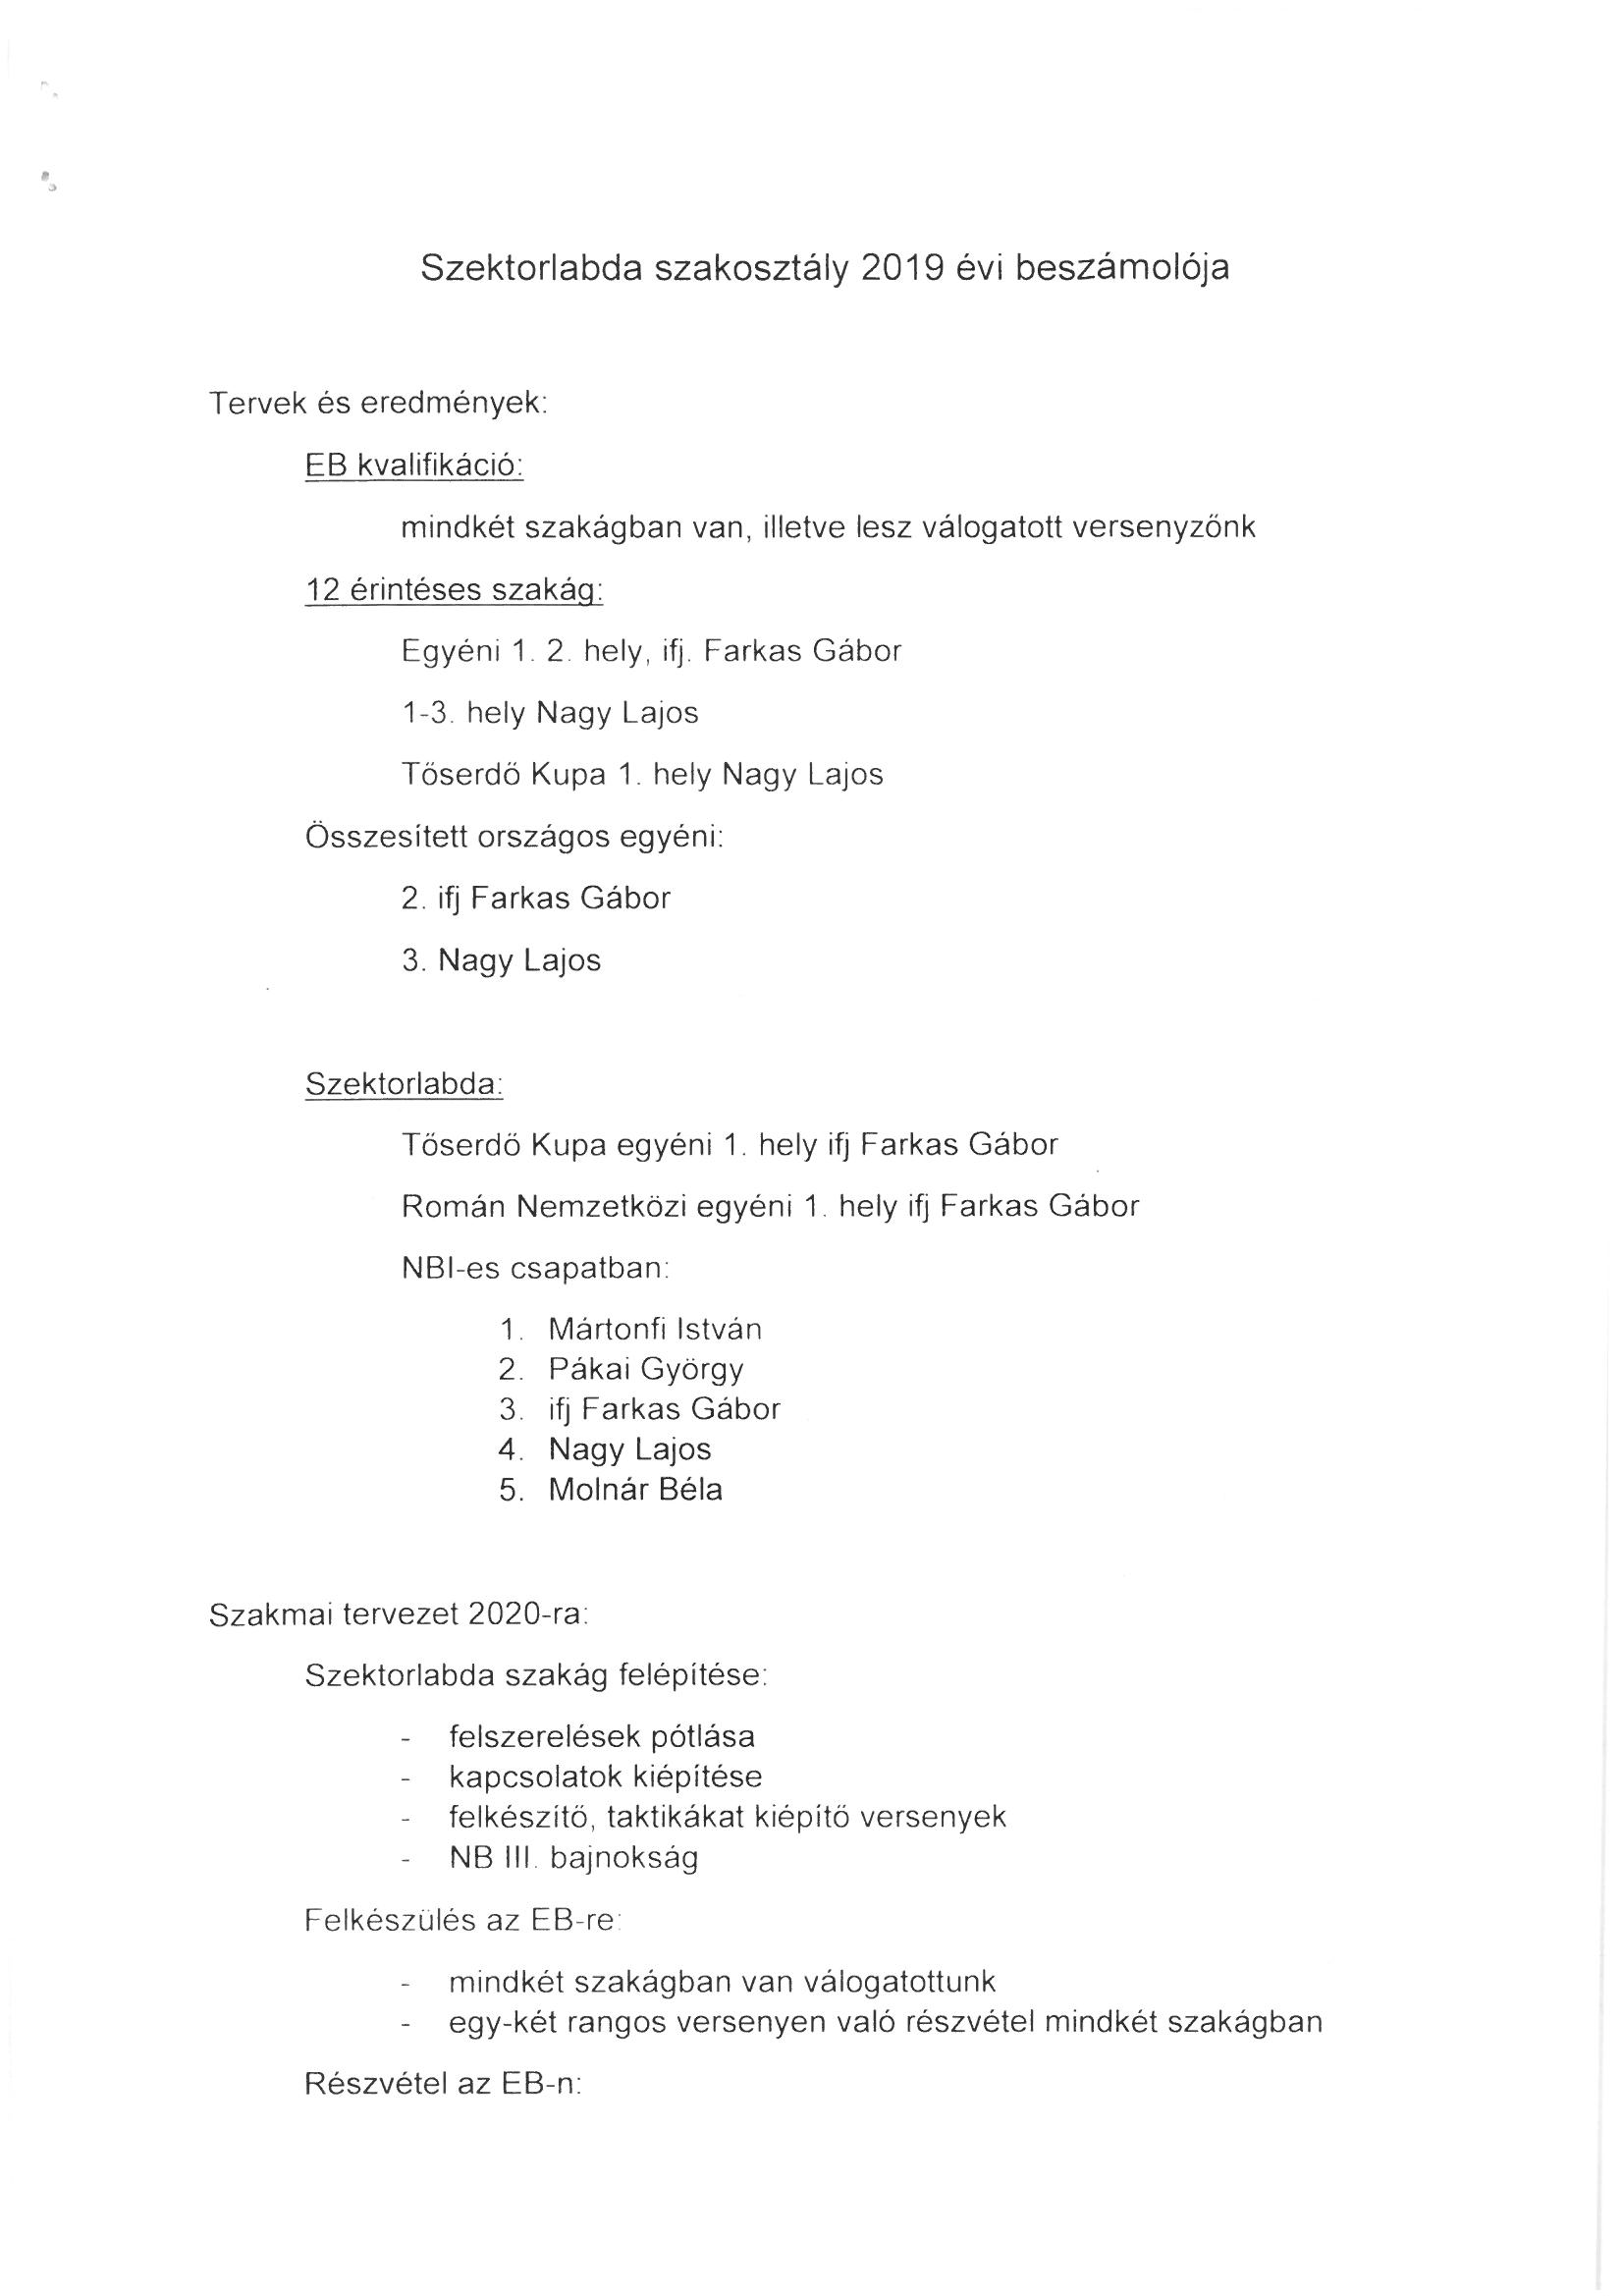 Szektorlabda szakosztály 2019 évi beszámolója
Tervek és eredmények:
EB kvalifikáció:
mindkét szakágban van, illetve lesz válogatott versenyzőnk
12 érintéses szakág:
Egyéni 1. 2. hely, ifj. Farkas Gábor
1-3. hely Nagy Lajos
Tőserdő Kupa 1. hely Nagy Lajos
Összesített országos egyéni:
2. ifj Farkas Gábor
3. Nagy Lajos
Szektorlabda:
Tőserdő Kupa egyéni 1. hely ifj Farkas Gábor
Román Nemzetközi egyéni 1. hely ifj Farkas Gábor
NBI-es csapatban:
1. Mártonfi István
2. Pákai György
3. ifj Farkas Gábor
4. Nagy Lajos
5. Molnár Béla
Szakmai tervezet 2020-ra:
Szektorlabda szakág felépítése:
- felszerelések pótlása
- kapcsolatok kiépítése
- felkészítő, taktikákat kiépítő versenyek
- NB III. bajnokság
Felkészülés az EB-re:
- mindkét szakágban van válogatottunk
- egy-két rangos versenyen való részvétel mindkét szakágban
Részvétel az EB-n: